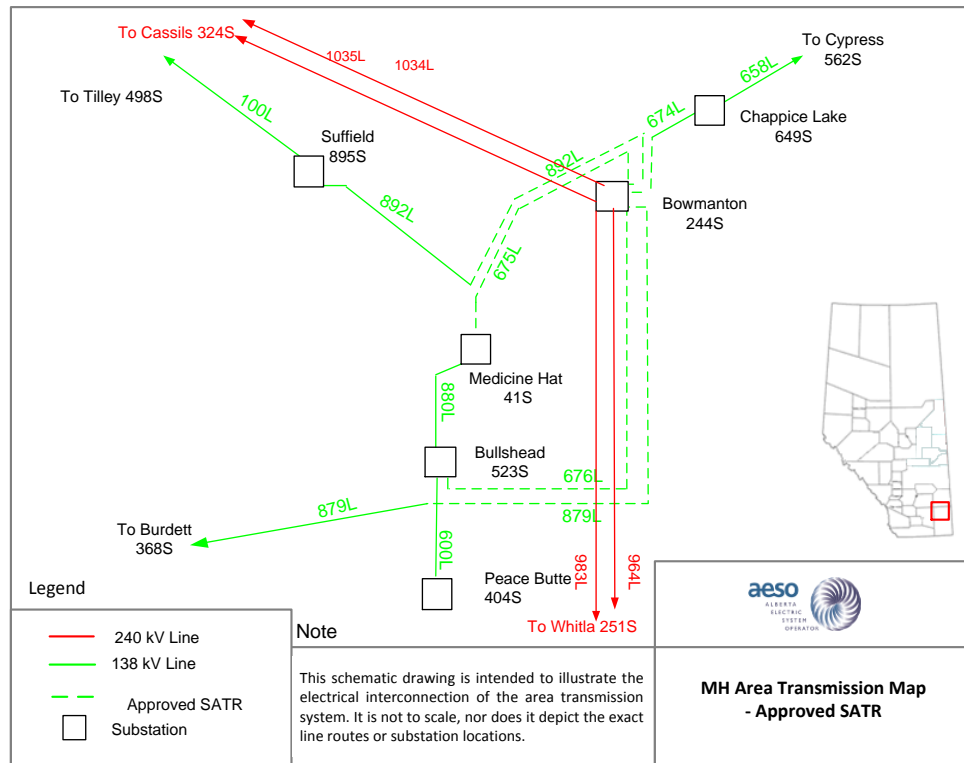 To Cassils 324S
1035L
1034L
To Cypress
562S
658L
To Tilley 498S
100L
674L
Chappice Lake
649S
Suffield
895S
892L
892L
Bowmanton
244S
675L
Medicine Hat
41S
880L
Bullshead
523S
676L
879L
879L
To Burdett
368S
600L
983L
964L
Peace Butte
404S
To Whitla 251S
Legend
240 kV Line
138 kV Line
Approved SATR
Substation
Note
This schematic drawing is intended to illustrate the
electrical interconnection of the area transmission
system. It is not to scale, nor does it depict the exact
line routes or substation locations.
aeso
ALBERTA
ELECTRIC
SYSTEM
OPERATOR
MH Area Transmission Map
- Approved SATR